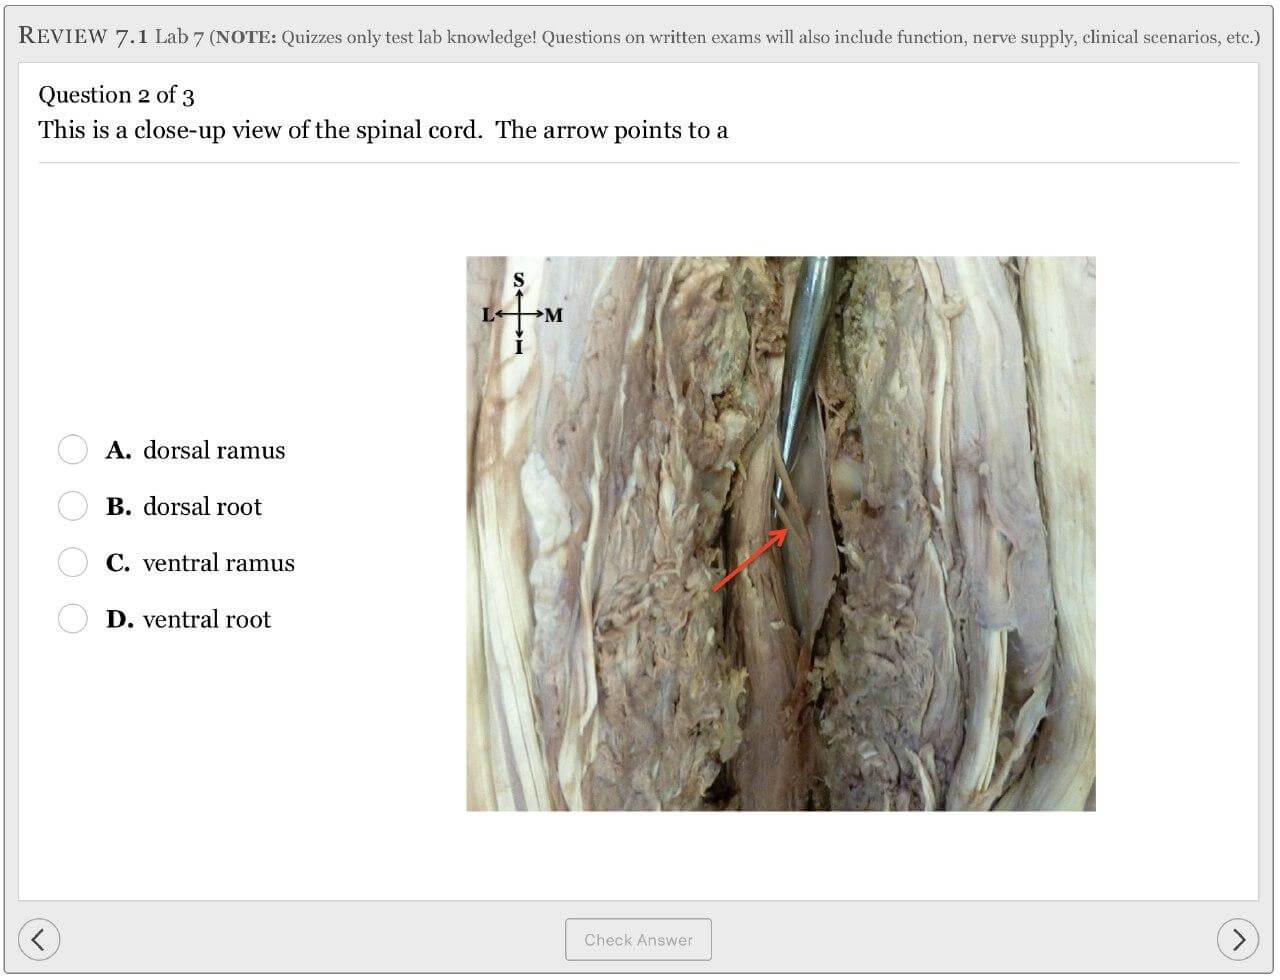 REVIEW 7.1 Lab 7 (NOTE: Quizzes only test lab knowledge! Questions on written exams will also include function, nerve supply, clinical scenarios, etc.)
Question 2 of 3
This is a close-up view of the spinal cord. The arrow points to a
S
L M
I
A. dorsal ramus
B. dorsal root
C. ventral ramus
D. ventral root
Check Answer